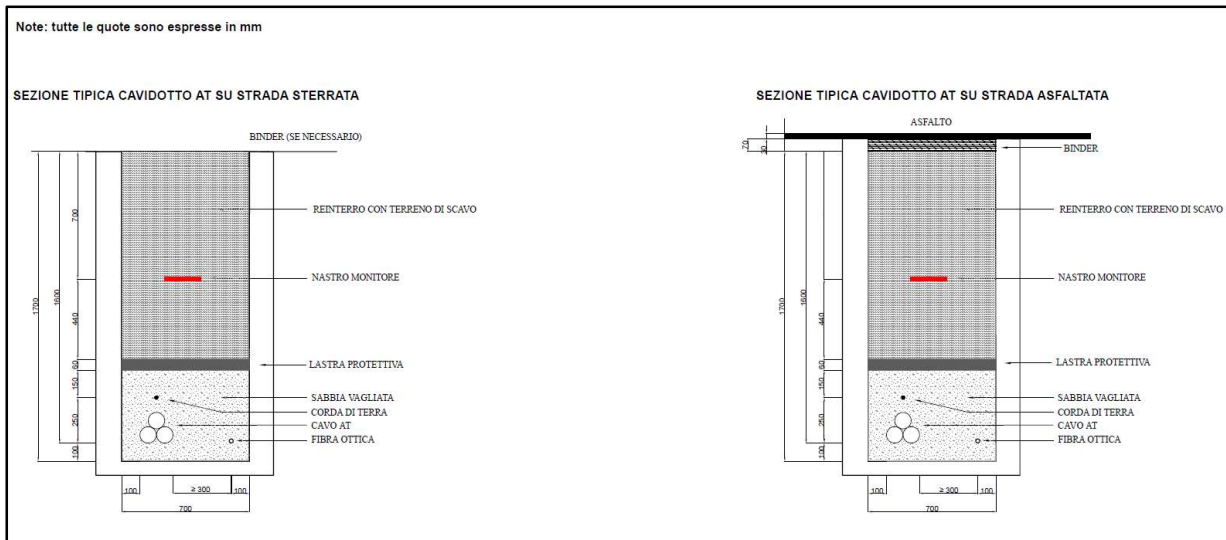 Note: tutte le quote sono espresse in mm
SEZIONE TIPICA CAVIDOTTO AT SU STRADA STERRATA
BINDER (SE NECESSARIO)
REINTERRO CON TERRENO DI SCAVO
NASTRO MONITORE
LASTRA PROTETTIVA
SABBIA VAGLIATA
CORDA DI TERRA
CAVO AT
FIBRA OTTICA
1700
1600
700
440
60
150
250
100
100
≥ 300
100
700
SEZIONE TIPICA CAVIDOTTO AT SU STRADA ASFALTATA
ASFALTO
BINDER
REINTERRO CON TERRENO DI SCAVO
NASTRO MONITORE
LASTRA PROTETTIVA
SABBIA VAGLIATA
CORDA DI TERRA
CAVO AT
FIBRA OTTICA
70
1700
1600
440
60
150
250
100
100
≥ 300
100
700